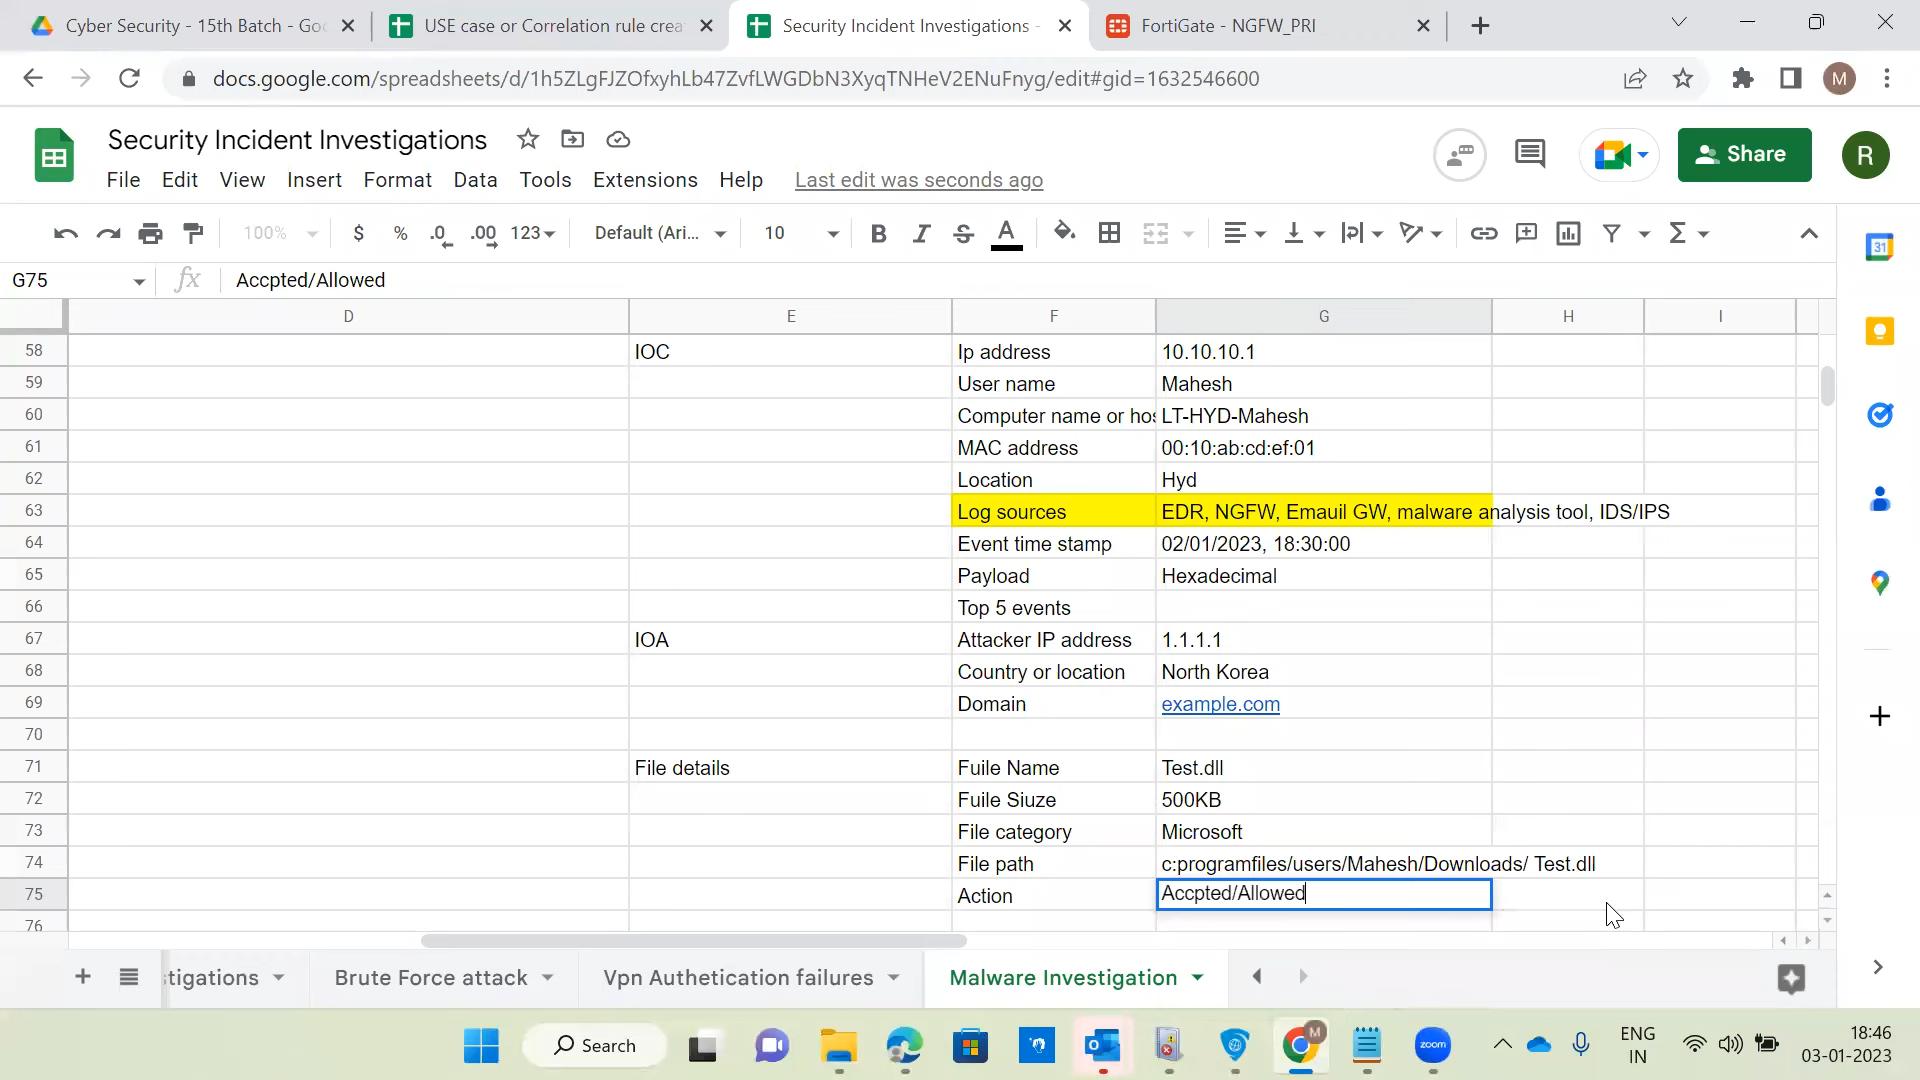 Cyber Security - 15th Batch - Goo
USE case or Correlation rule crea
Security Incident Investigations -
FortiGate - NGFW_PRI
docs.google.com/spreadsheets/d/1h5ZLgFJZOfxyhLb47ZvfLWGDbN3XyqTNHeV2ENuFnyg/edit#gid=1632546600
M
Security Incident Investigations
Share
R
File Edit View Insert Format Data Tools Extensions Help Last edit was seconds ago
100% $ % .0 .00 123 Default (Ari... 10 B I S A Σ
31
G75 fx Accpted/Allowed
D E F G H I
58 IOC Ip address 10.10.10.1
59 User name Mahesh
60 Computer name or hos LT-HYD-Mahesh
61 MAC address 00:10:ab:cd:ef:01
62 Location Hyd
63 Log sources EDR, NGFW, Emauil GW, malware analysis tool, IDS/IPS
64 Event time stamp 02/01/2023, 18:30:00
65 Payload Hexadecimal
66 Top 5 events
67 IOA Attacker IP address 1.1.1.1
68 Country or location North Korea
69 Domain example.com
70
71 File details Fuile Name Test.dll
72 Fuile Siuze 500KB
73 File category Microsoft
74 File path c:programfiles/users/Mahesh/Downloads/ Test.dll
75 Action Accpted/Allowed
76
tigations Brute Force attack Vpn Authetication failures Malware Investigation
Search
zoom
ENG
IN
18:46
03-01-2023